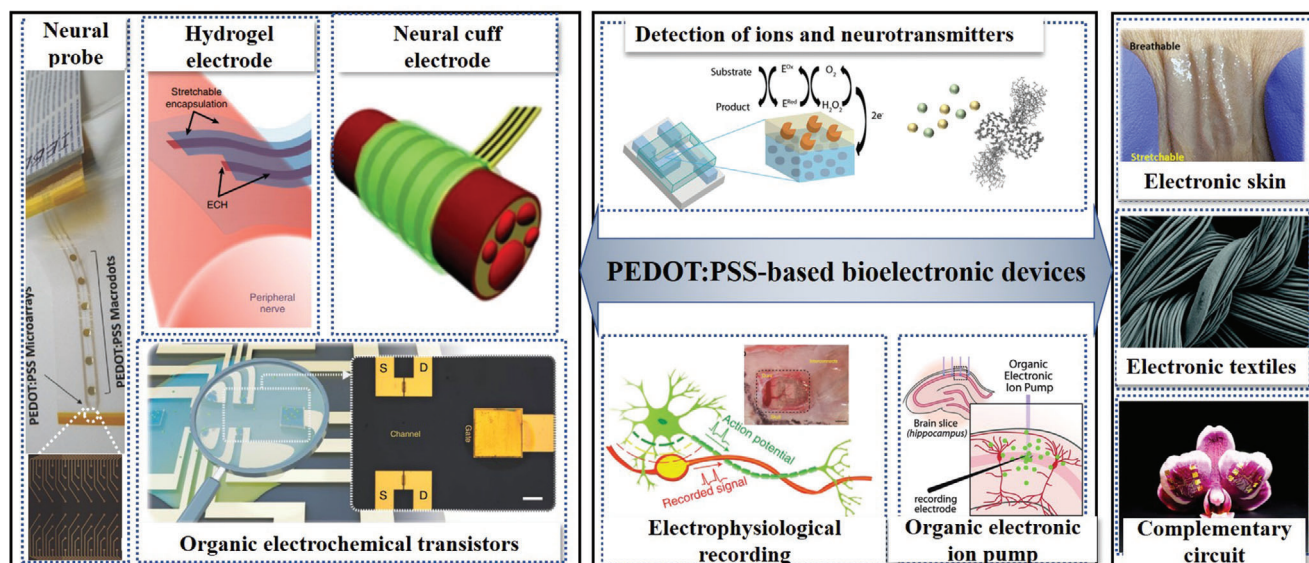 Neural
probe
PEDOT:PSS Microarrays
PEDOT:PSS Macrodots
Hydrogel
electrode
Stretchable
encapsulation
ECH
Peripheral
nerve
Neural cuff
electrode
S
D
Channel
Gate
S
D
Organic electrochemical transistors
Detection of ions and neurotransmitters
Substrate
E^Ox
O₂
Product
E^Red
H₂O₂
2e⁻
PEDOT:PSS-based bioelectronic devices
Action potential
Recorded signal
Electrophysiological
recording
Organic
Electronic
Ion Pump
Brain slice
(hippocampus)
recording
electrode
Organic electronic
ion pump
Breathable
Stretchable
Electronic skin
Electronic textiles
Complementary
circuit